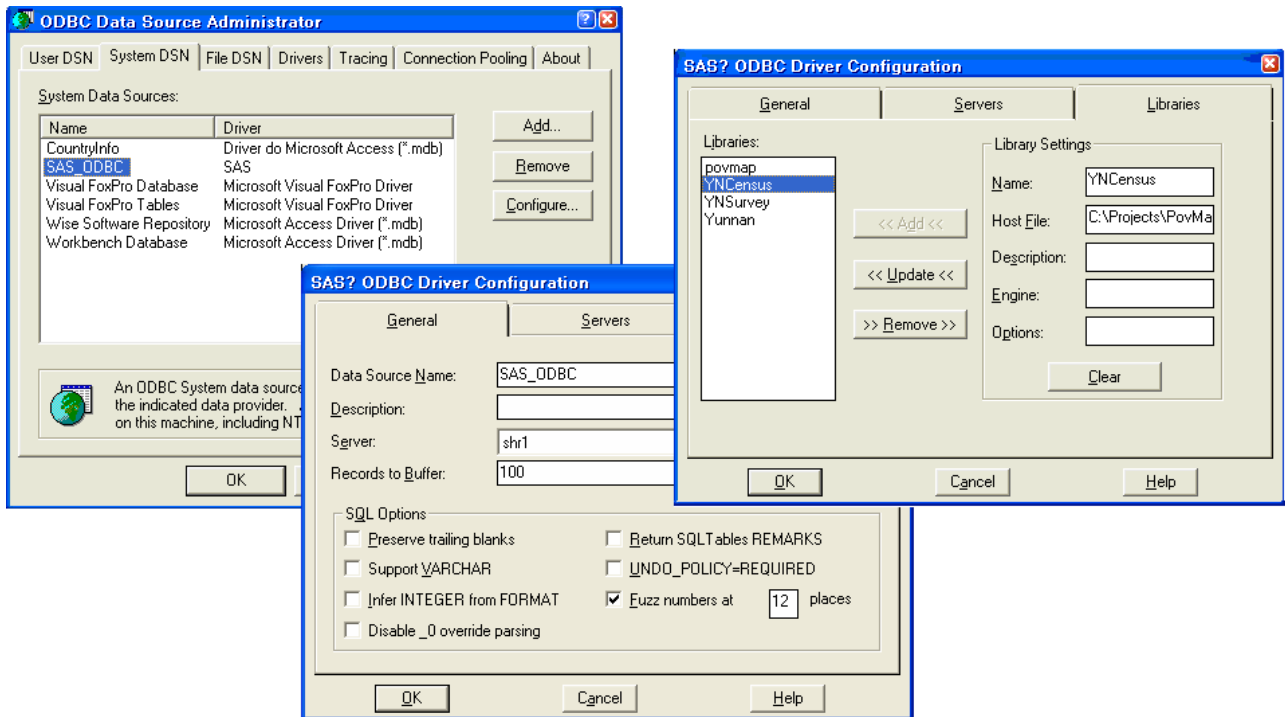 ODBC Data Source Administrator
User DSN System DSN File DSN Drivers Tracing Connection Pooling About
System Data Sources:
Name Driver
CountryInfo Driver do Microsoft Access (*.mdb)
SAS_ODBC SAS
Visual FoxPro Database Microsoft Visual FoxPro Driver
Visual FoxPro Tables Microsoft Visual FoxPro Driver
Wise Software Repository Microsoft Access Driver (*.mdb)
Workbench Database Microsoft Access Driver (*.mdb)
Add...
Remove
Configure...
An ODBC System data source
the indicated data provider.
on this machine, including NT
OK
SAS? ODBC Driver Configuration
General Servers
Data Source Name: SAS_ODBC
Description:
Server: shr1
Records to Buffer: 100
SQL Options
Preserve trailing blanks Return SQLTables REMARKS
Support VARCHAR UNDO_POLICY=REQUIRED
Infer INTEGER from FORMAT Fuzz numbers at 12 places
Disable _0 override parsing
OK Cancel Help
SAS? ODBC Driver Configuration
General Servers Libraries
Libraries:
povmap
YNCensus
YNSurvey
Yunnan
<< Add <<
<< Update <<
>> Remove >>
Library Settings
Name: YNCensus
Host File: C:\Projects\PovMa
Description:
Engine:
Options:
Clear
OK Cancel Help